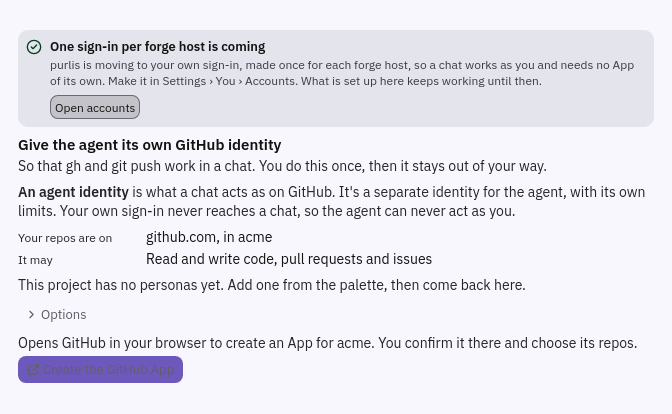 One sign-in per forge host is coming
purlis is moving to your own sign-in, made once for each forge host, so a chat works as you and needs no App
of its own. Make it in Settings › You › Accounts. What is set up here keeps working until then.
Open accounts
Give the agent its own GitHub identity
So that gh and git push work in a chat. You do this once, then it stays out of your way.
An agent identity is what a chat acts as on GitHub. It's a separate identity for the agent, with its own
limits. Your own sign-in never reaches a chat, so the agent can never act as you.
Your repos are on github.com, in acme
It may Read and write code, pull requests and issues
This project has no personas yet. Add one from the palette, then come back here.
Options
Opens GitHub in your browser to create an App for acme. You confirm it there and choose its repos.
Create the GitHub App